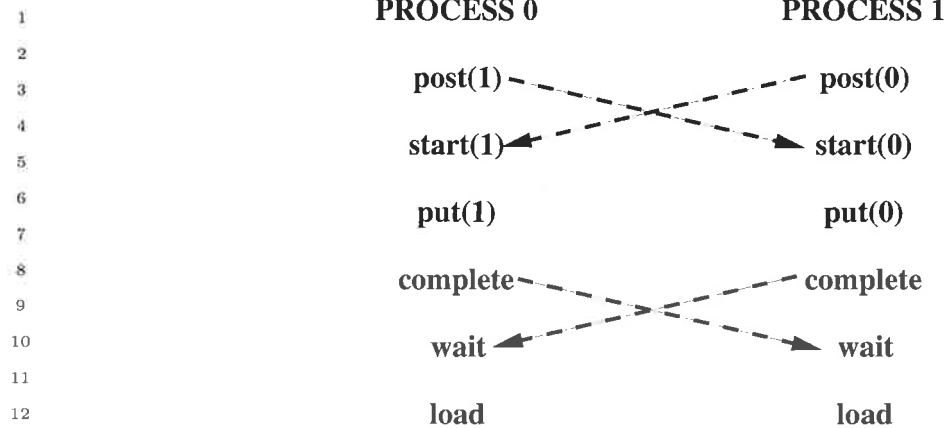 1
PROCESS 0 PROCESS 1
2
post(1) post(0)
3
4
start(1) start(0)
5
6
put(1) put(0)
7
8
complete complete
9
10
wait wait
11
12
load load